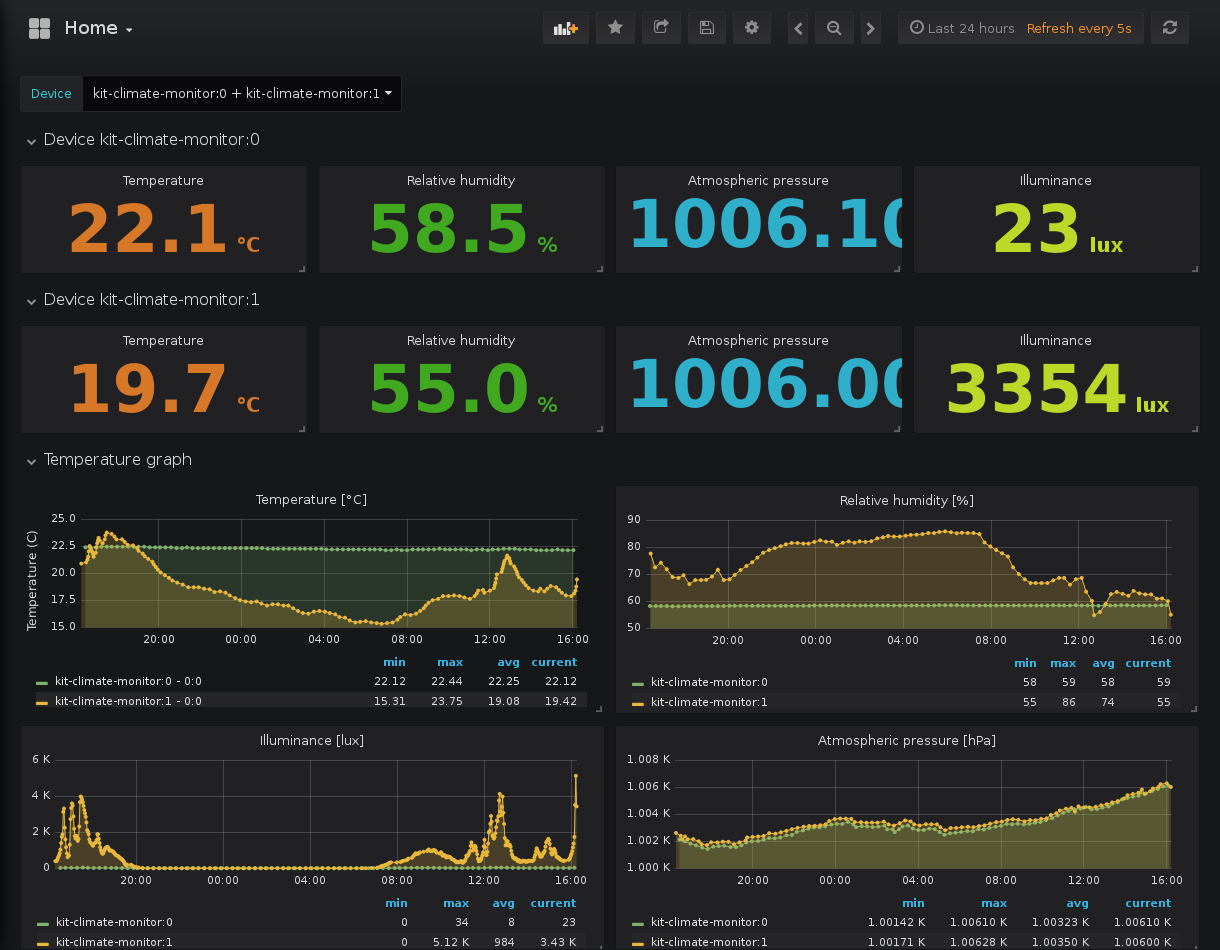 Home
Last 24 hours Refresh every 5s
Device kit-climate-monitor:0 + kit-climate-monitor:1
Device kit-climate-monitor:0
Temperature Relative humidity Atmospheric pressure Illuminance
22.1 °C 58.5 % 1006.10 23 lux
Device kit-climate-monitor:1
Temperature Relative humidity Atmospheric pressure Illuminance
19.7 °C 55.0 % 1006.00 3354 lux
Temperature graph
Temperature [°C]
Temperature (C)
25.0
22.5
20.0
17.5
15.0
20:00 00:00 04:00 08:00 12:00 16:00
min max avg current
kit-climate-monitor:0 - 0:0 22.12 22.44 22.25 22.12
kit-climate-monitor:1 - 0:0 15.31 23.75 19.08 19.42
Relative humidity [%]
90
80
70
60
50
20:00 00:00 04:00 08:00 12:00 16:00
min max avg current
kit-climate-monitor:0 58 59 58 59
kit-climate-monitor:1 55 86 74 55
Illuminance [lux]
6 K
4 K
2 K
0
20:00 00:00 04:00 08:00 12:00 16:00
min max avg current
kit-climate-monitor:0 0 34 8 23
kit-climate-monitor:1 0 5.12 K 984 3.43 K
Atmospheric pressure [hPa]
1.008 K
1.006 K
1.004 K
1.002 K
1.000 K
20:00 00:00 04:00 08:00 12:00 16:00
min max avg current
kit-climate-monitor:0 1.00142 K 1.00610 K 1.00323 K 1.00610 K
kit-climate-monitor:1 1.00171 K 1.00628 K 1.00350 K 1.00600 K